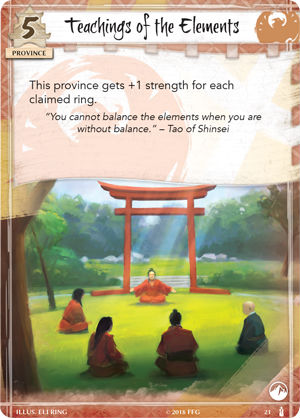 5
Teachings of the Elements
PROVINCE
This province gets +1 strength for each
claimed ring.
“You cannot balance the elements when you are
without balance.” – Tao of Shinsei
ILLUS. ELI RING
© 2018 FFG
21